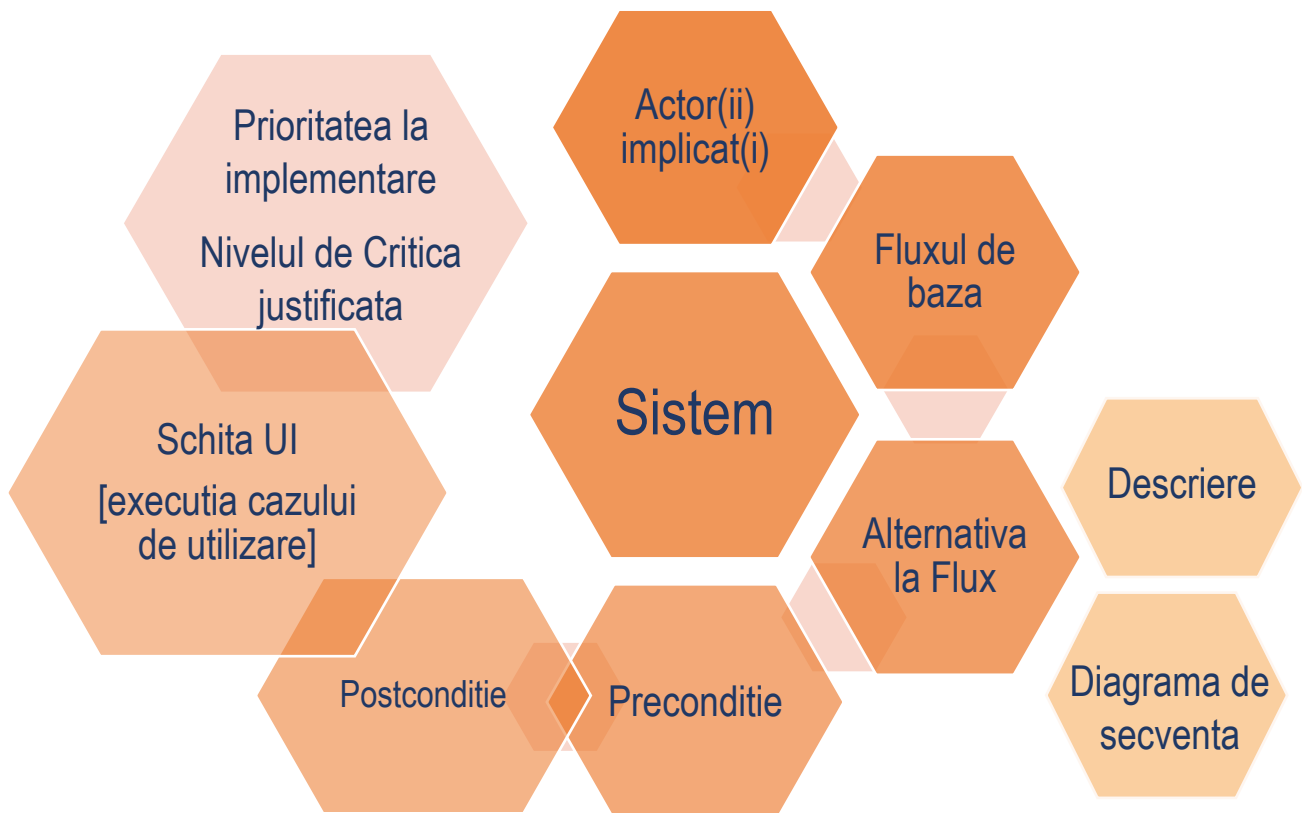 Prioritatea la
implementare
Nivelul de Critica
justificata
Actor(ii)
implicat(i)
Fluxul de
baza
Sistem
Schita UI
[executia cazului
de utilizare]
Alternativa
la Flux
Descriere
Postconditie
Preconditie
Diagrama de
secventa